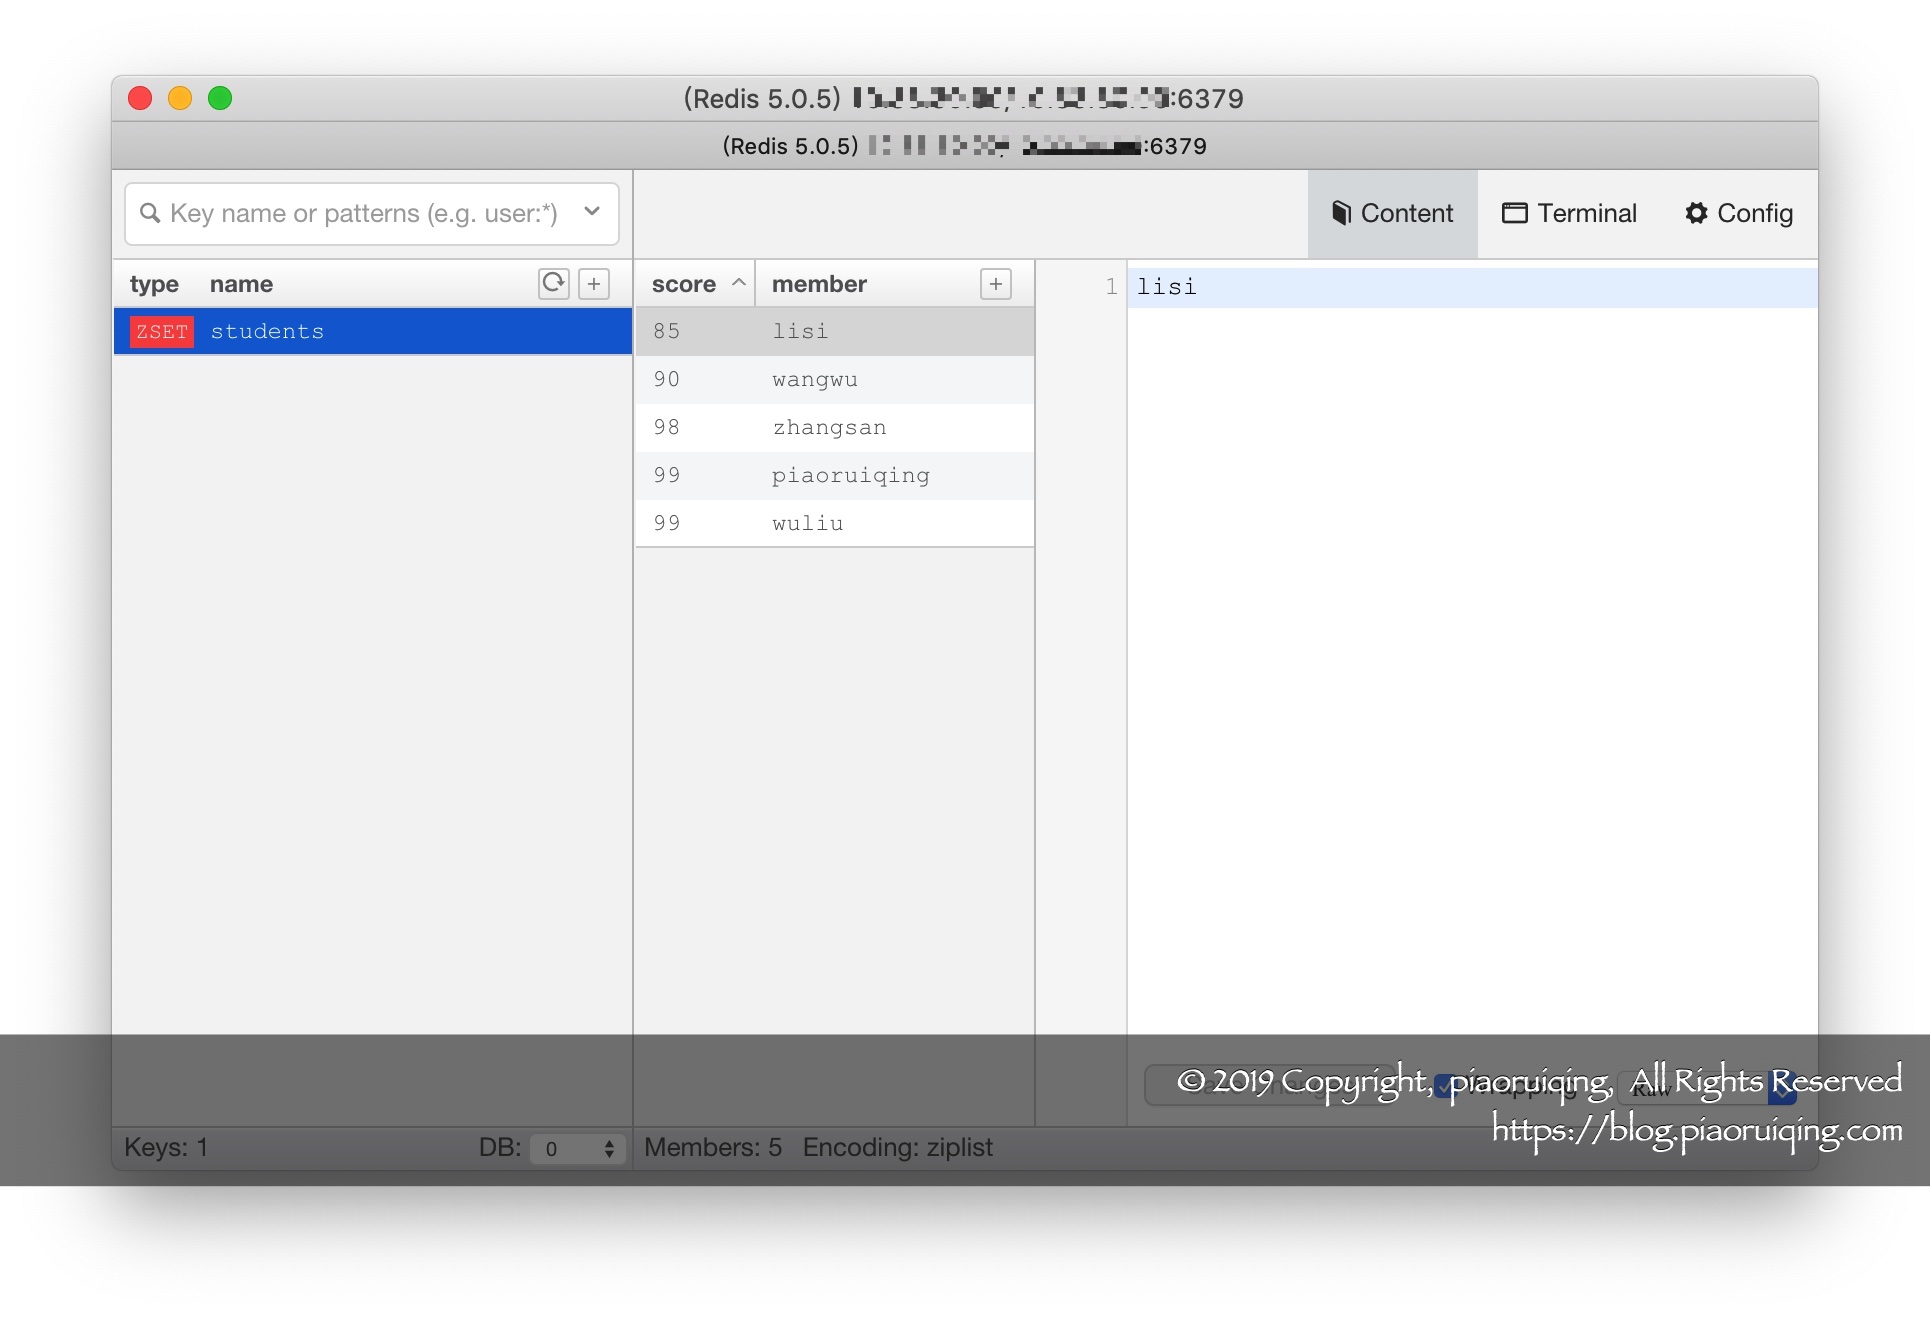 (Redis 5.0.5) :6379
(Redis 5.0.5) :6379
Key name or patterns (e.g. user:*)
Content Terminal Config
type name
score member
1 lisi
ZSET students
85 lisi
90 wangwu
98 zhangsan
99 piaoruiqing
99 wuliu
Wrapping Raw
© 2019 Copyright, piaoruiqing, All Rights Reserved
https://blog.piaoruiqing.com
Keys: 1 DB: 0 Members: 5 Encoding: ziplist